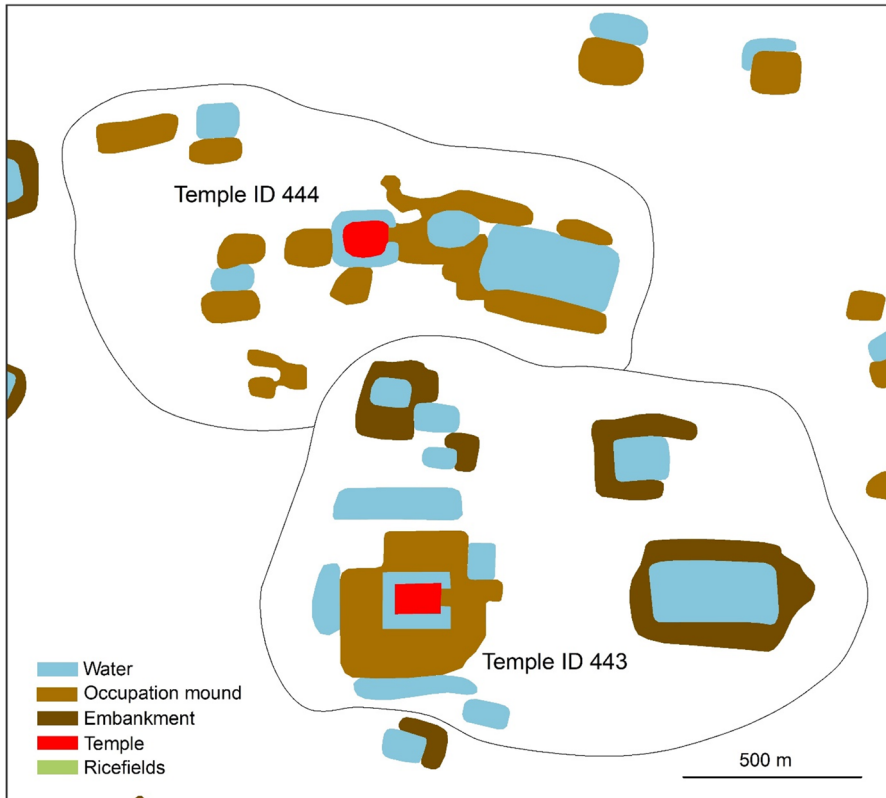 Temple ID 444
Temple ID 443
Water
Occupation mound
Embankment
Temple
Ricefields
500 m